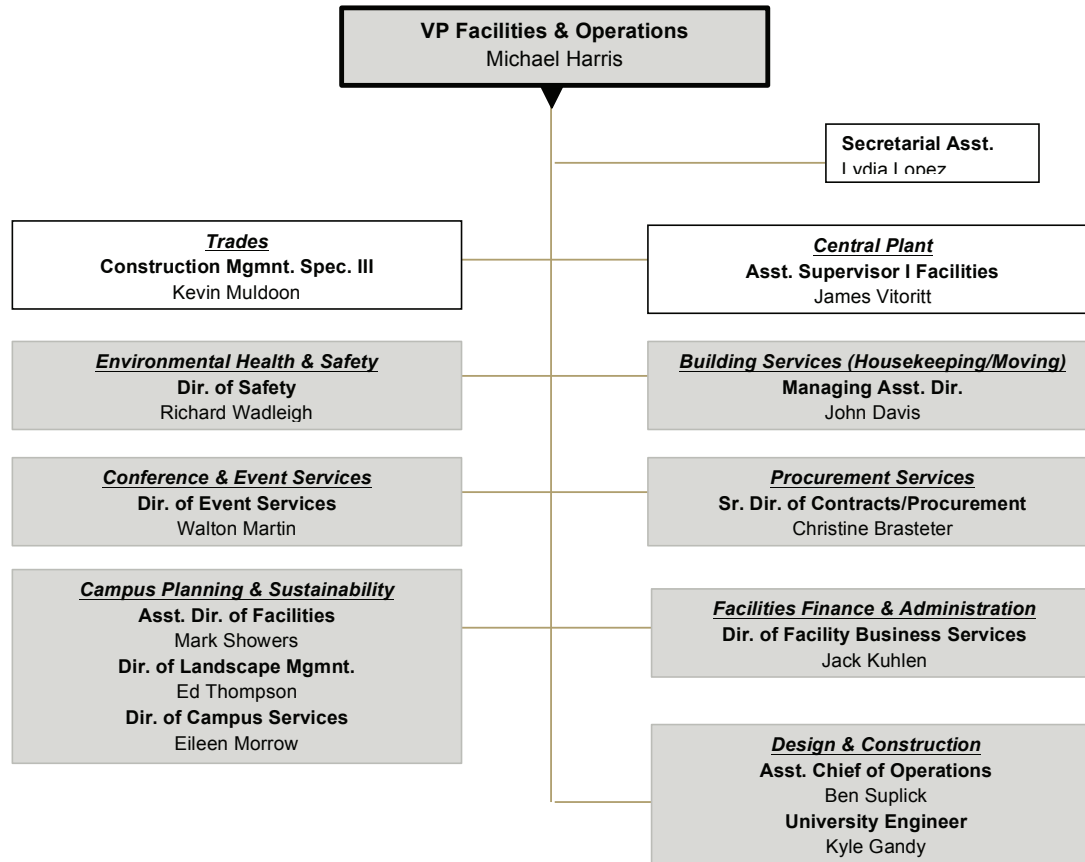 VP Facilities & Operations
Michael Harris
Secretarial Asst.
Lydia Lopez
Trades
Construction Mgmnt. Spec. III
Kevin Muldoon
Central Plant
Asst. Supervisor I Facilities
James Vitoritt
Environmental Health & Safety
Dir. of Safety
Richard Wadleigh
Building Services (Housekeeping/Moving)
Managing Asst. Dir.
John Davis
Conference & Event Services
Dir. of Event Services
Walton Martin
Procurement Services
Sr. Dir. of Contracts/Procurement
Christine Brasteter
Campus Planning & Sustainability
Asst. Dir. of Facilities
Mark Showers
Dir. of Landscape Mgmnt.
Ed Thompson
Dir. of Campus Services
Eileen Morrow
Facilities Finance & Administration
Dir. of Facility Business Services
Jack Kuhlen
Design & Construction
Asst. Chief of Operations
Ben Suplick
University Engineer
Kyle Gandy